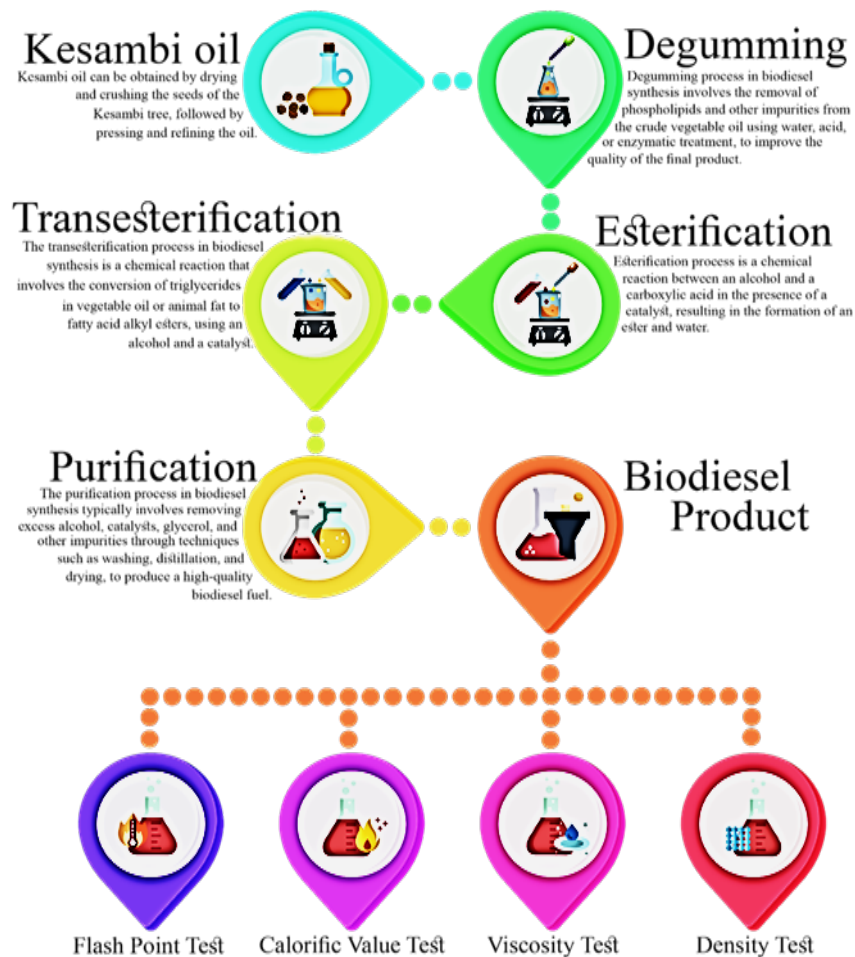 Kesambi oil
Kesambi oil can be obtained by drying
and crushing the seeds of the
Kesambi tree, followed by
pressing and refining the oil.
Degumming
Degumming process in biodiesel
synthesis involves the removal of
phospholipids and other impurities from
the crude vegetable oil using water, acid,
or enzymatic treatment, to improve the
quality of the final product.
Transesterification
The transesterification process in biodiesel
synthesis is a chemical reaction that
involves the conversion of triglycerides
in vegetable oil or animal fat to
fatty acid alkyl esters, using an
alcohol and a catalyst.
Esterification
Esterification process is a chemical
reaction between an alcohol and a
carboxylic acid in the presence of a
catalyst, resulting in the formation of an
ester and water.
Purification
The purification process in biodiesel
synthesis typically involves removing
excess alcohol, catalysts, glycerol, and
other impurities through techniques
such as washing, distillation, and
drying, to produce a high-quality
biodiesel fuel.
Biodiesel
Product
Flash Point Test
Calorific Value Test
Viscosity Test
Density Test